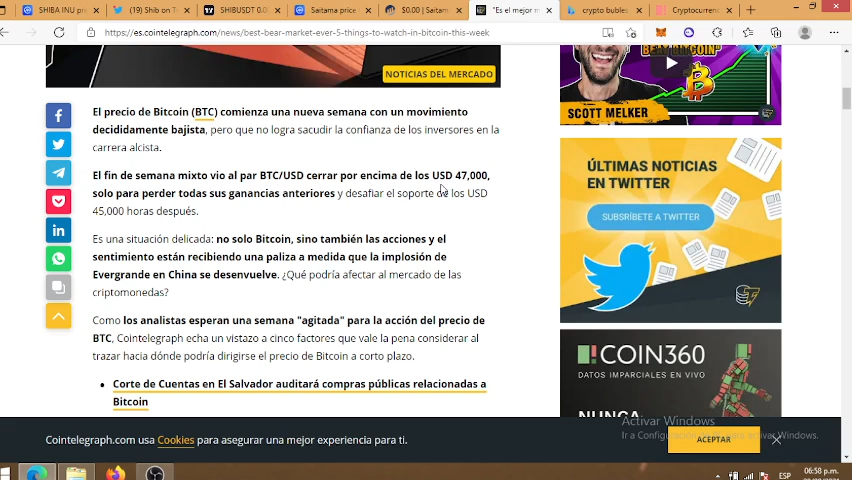 SHIBA INU pro
(19) Shib on T
SHIBUSDT 0.0
Saitama price
$0.00 | Saitam
"Es el mejor m
crypto bubles
Cryptocurrenc
https://es.cointelegraph.com/news/best-bear-market-ever-5-things-to-watch-in-bitcoin-this-week
NOTICIAS DEL MERCADO
BEAT BITCOIN
SCOTT MELKER
El precio de Bitcoin (BTC) comienza una nueva semana con un movimiento
decididamente bajista, pero que no logra sacudir la confianza de los inversores en la
carrera alcista.
El fin de semana mixto vio al par BTC/USD cerrar por encima de los USD 47,000,
solo para perder todas sus ganancias anteriores y desafiar el soporte de los USD
45,000 horas después.
Es una situación delicada: no solo Bitcoin, sino también las acciones y el
sentimiento están recibiendo una paliza a medida que la implosión de
Evergrande en China se desenvuelve. ¿Qué podría afectar al mercado de las
criptomonedas?
Como los analistas esperan una semana "agitada" para la acción del precio de
BTC, Cointelegraph echa un vistazo a cinco factores que vale la pena considerar al
trazar hacia dónde podría dirigirse el precio de Bitcoin a corto plazo.
Corte de Cuentas en El Salvador auditará compras públicas relacionadas a
Bitcoin
ÚLTIMAS NOTICIAS
EN TWITTER
SUBSRÍBETE A TWITTER
COIN360
DATOS IMPARCIALES EN VIVO
NUNCA
Activar Windows
Ir a Configuración para activar Windows.
Cointelegraph.com usa Cookies para asegurar una mejor experiencia para ti.
ACEPTAR
ESP
06:58 p.m.